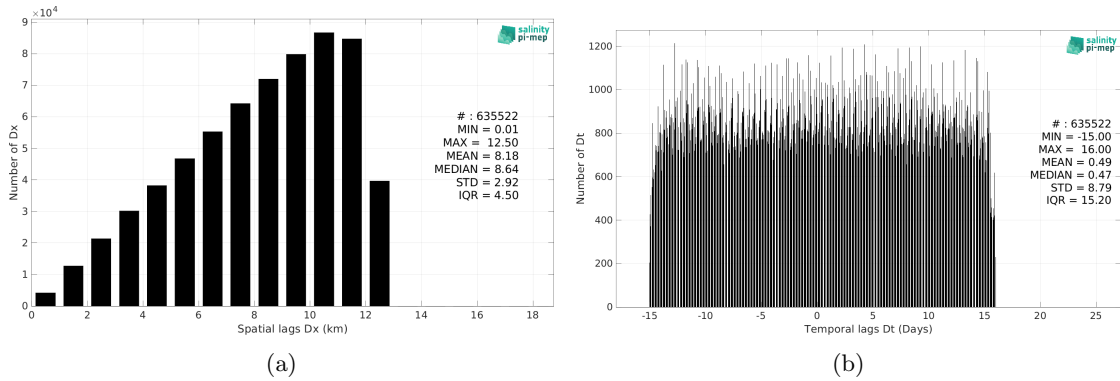 ×10⁴
9
8
7
6
5
4
3
2
1
0
Number of Dx
0 2 4 6 8 10 12 14 16 18
Spatial lags Dx (km)
salinity
pi-mep
# : 635522
MIN = 0.01
MAX = 12.50
MEAN = 8.18
MEDIAN = 8.64
STD = 2.92
IQR = 4.50
(a)
1200
1000
800
600
400
200
0
Number of Dt
-15 -10 -5 0 5 10 15 20 25
Temporal lags Dt (Days)
salinity
pi-mep
# : 635522
MIN = -15.00
MAX = 16.00
MEAN = 0.49
MEDIAN = 0.47
STD = 8.79
IQR = 15.20
(b)